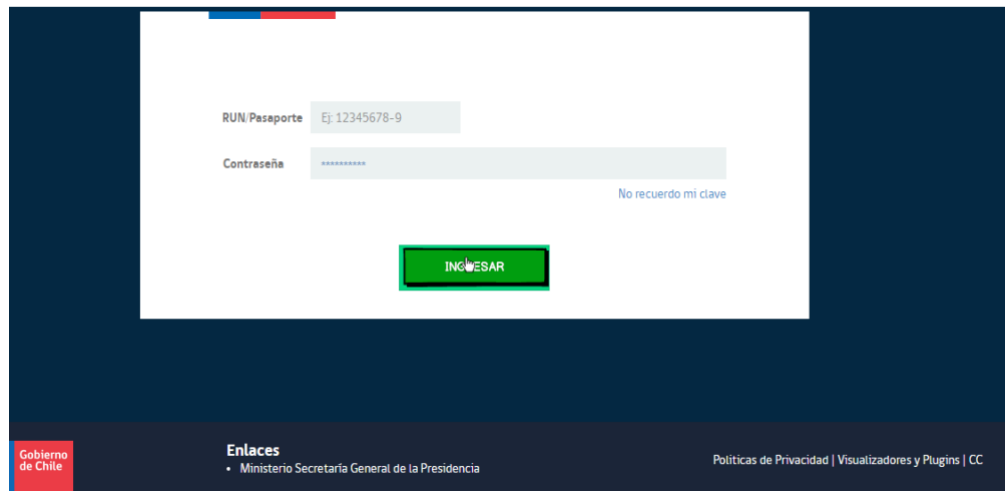 RUN/Pasaporte Ej: 12345678-9
Contraseña **********
No recuerdo mi clave
INGRESAR
Gobierno
de Chile
Enlaces
• Ministerio Secretaría General de la Presidencia
Políticas de Privacidad | Visualizadores y Plugins | CC